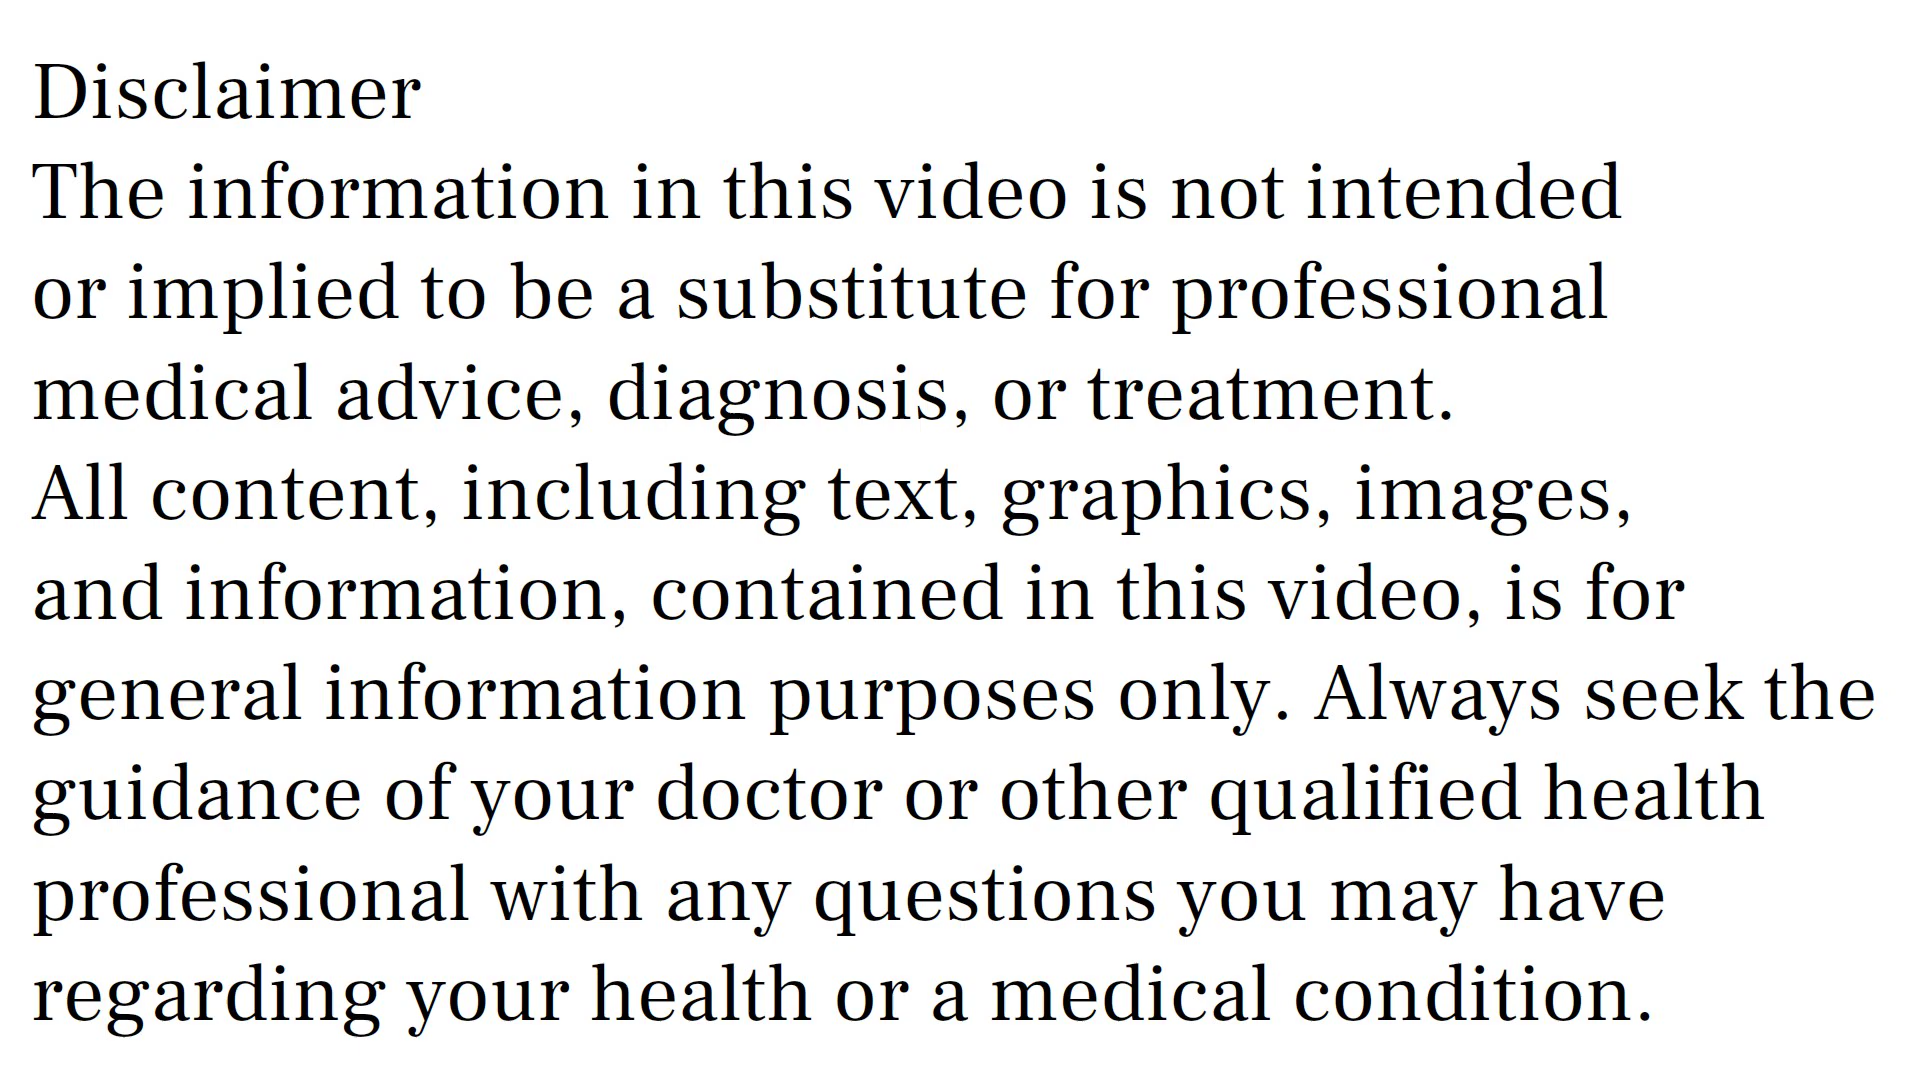 Disclaimer
The information in this video is not intended
or implied to be a substitute for professional
medical advice, diagnosis, or treatment.
All content, including text, graphics, images,
and information, contained in this video, is for
general information purposes only. Always seek the
guidance of your doctor or other qualified health
professional with any questions you may have
regarding your health or a medical condition.